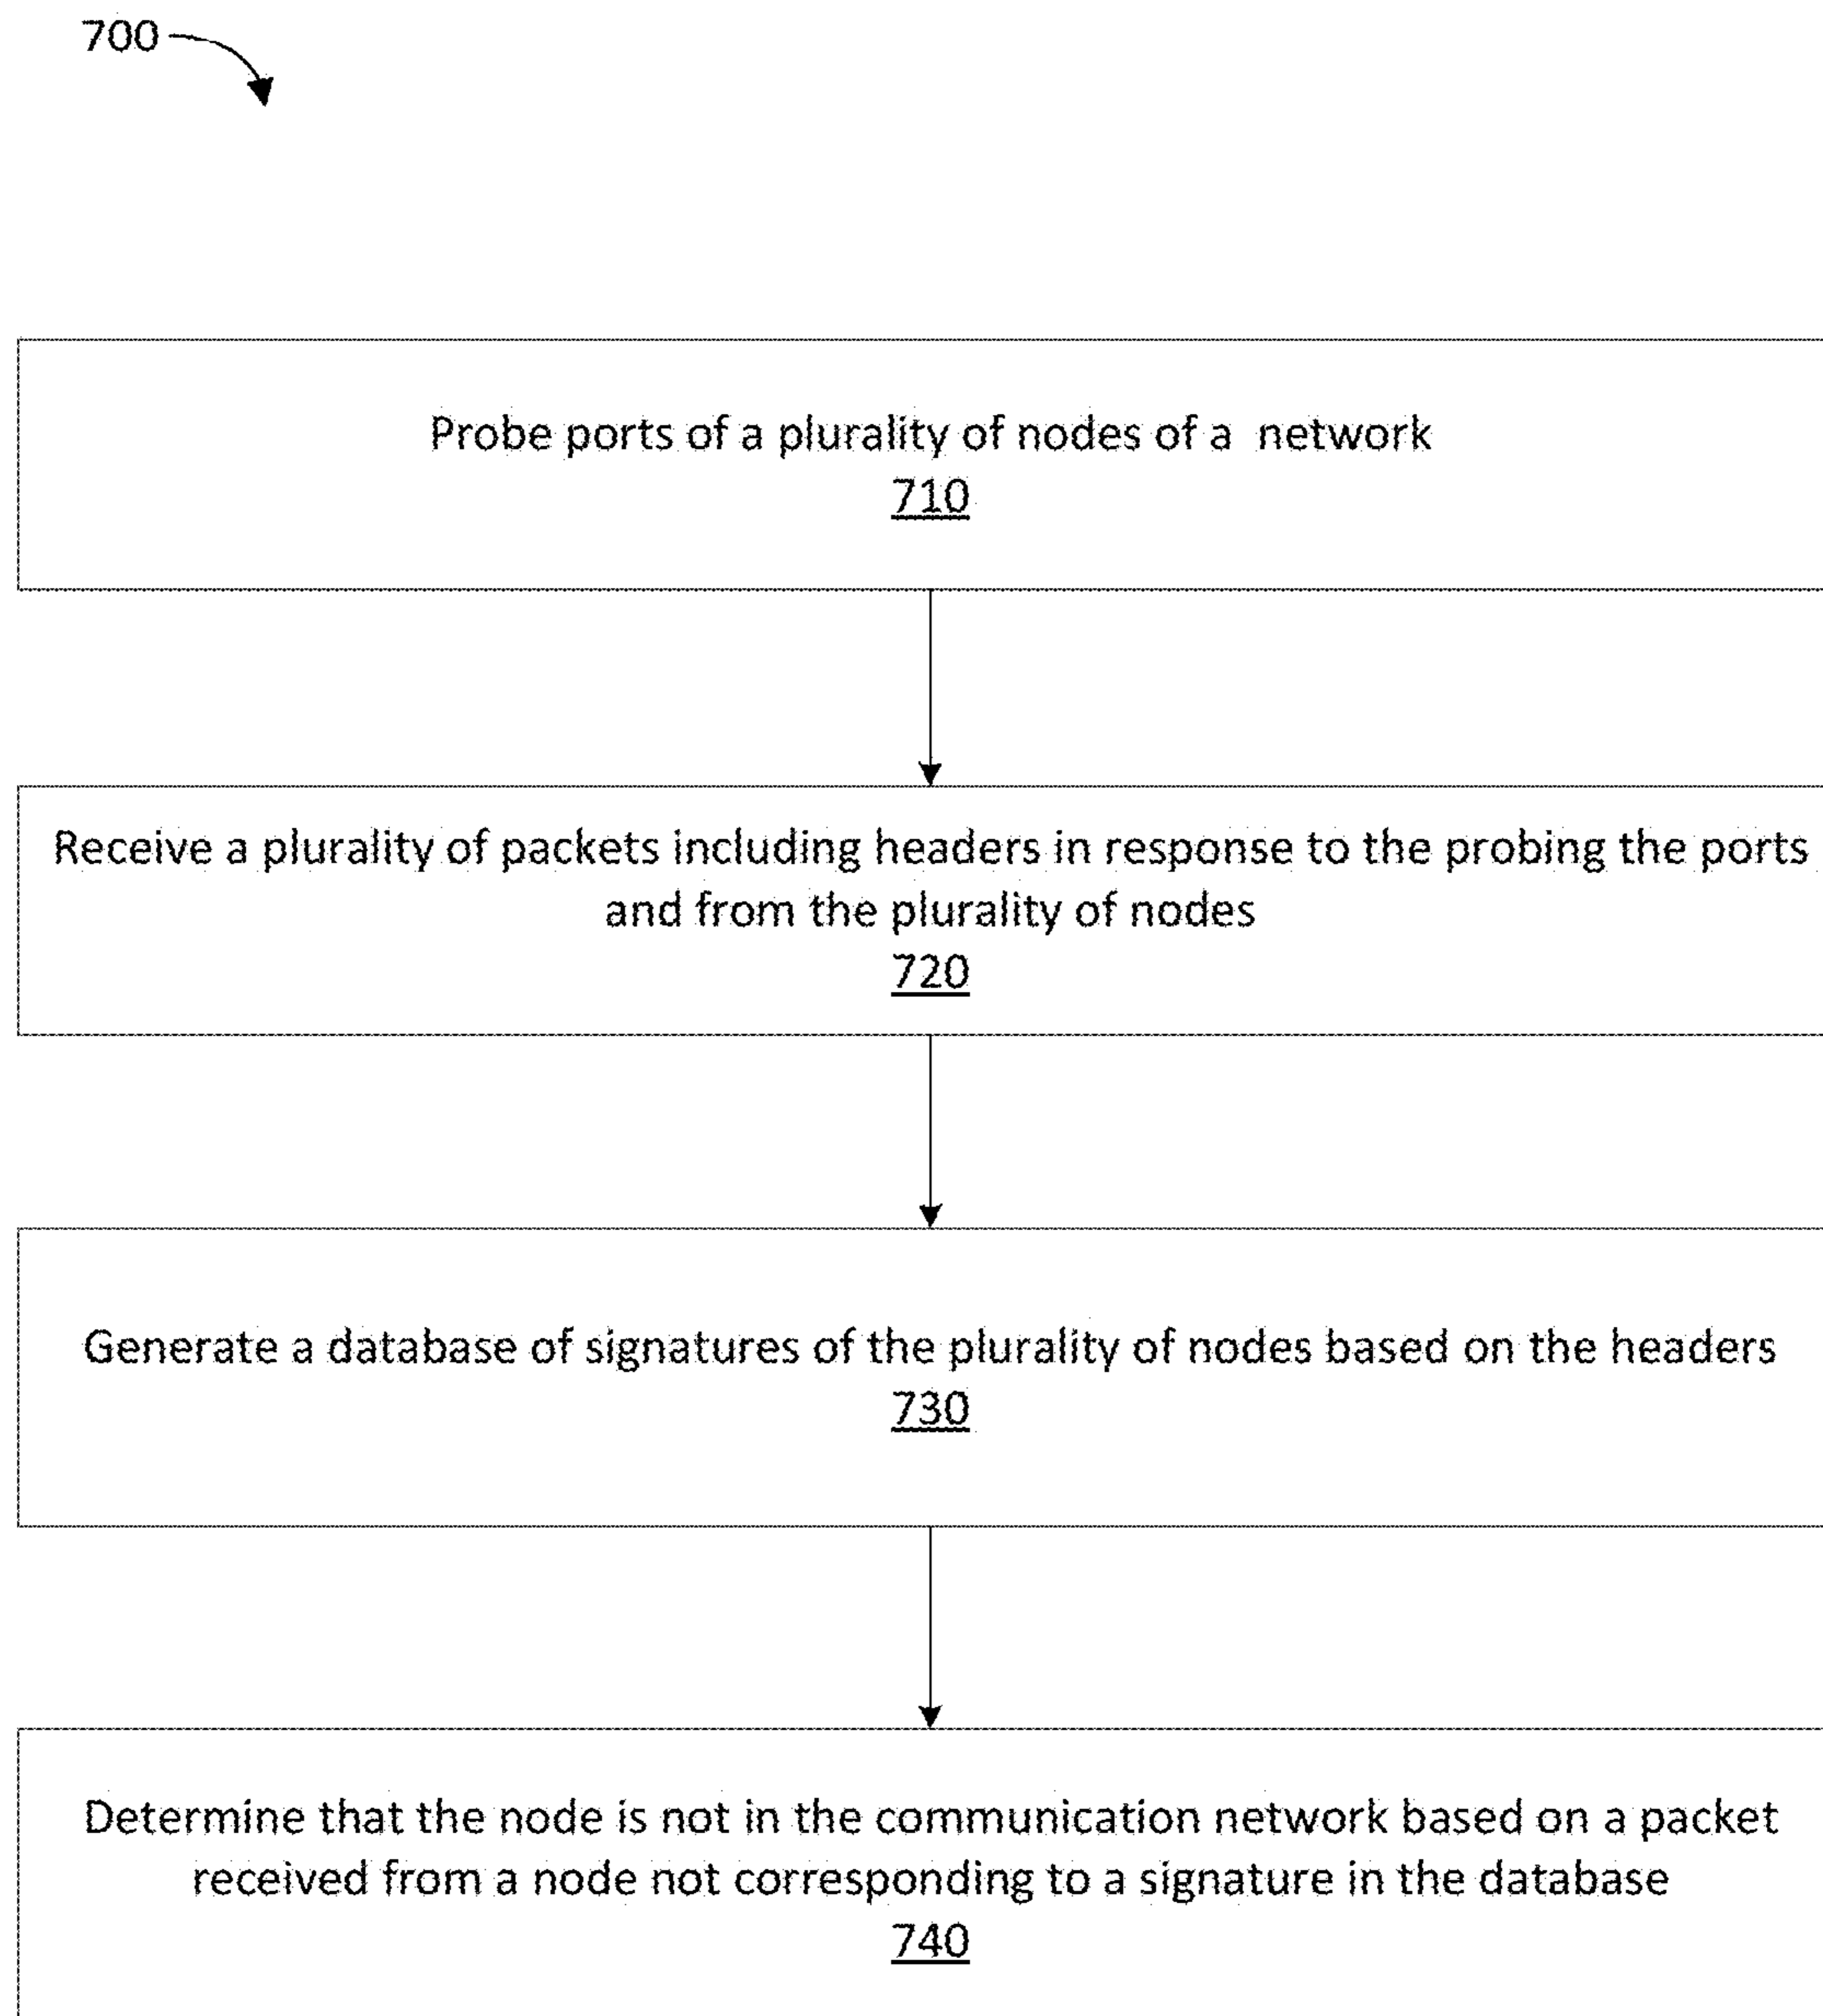 700
Probe ports of a plurality of nodes of a network
710
Receive a plurality of packets including headers in response to the probing the ports
and from the plurality of nodes
720
Generate a database of signatures of the plurality of nodes based on the headers
730
Determine that the node is not in the communication network based on a packet
received from a node not corresponding to a signature in the database
740